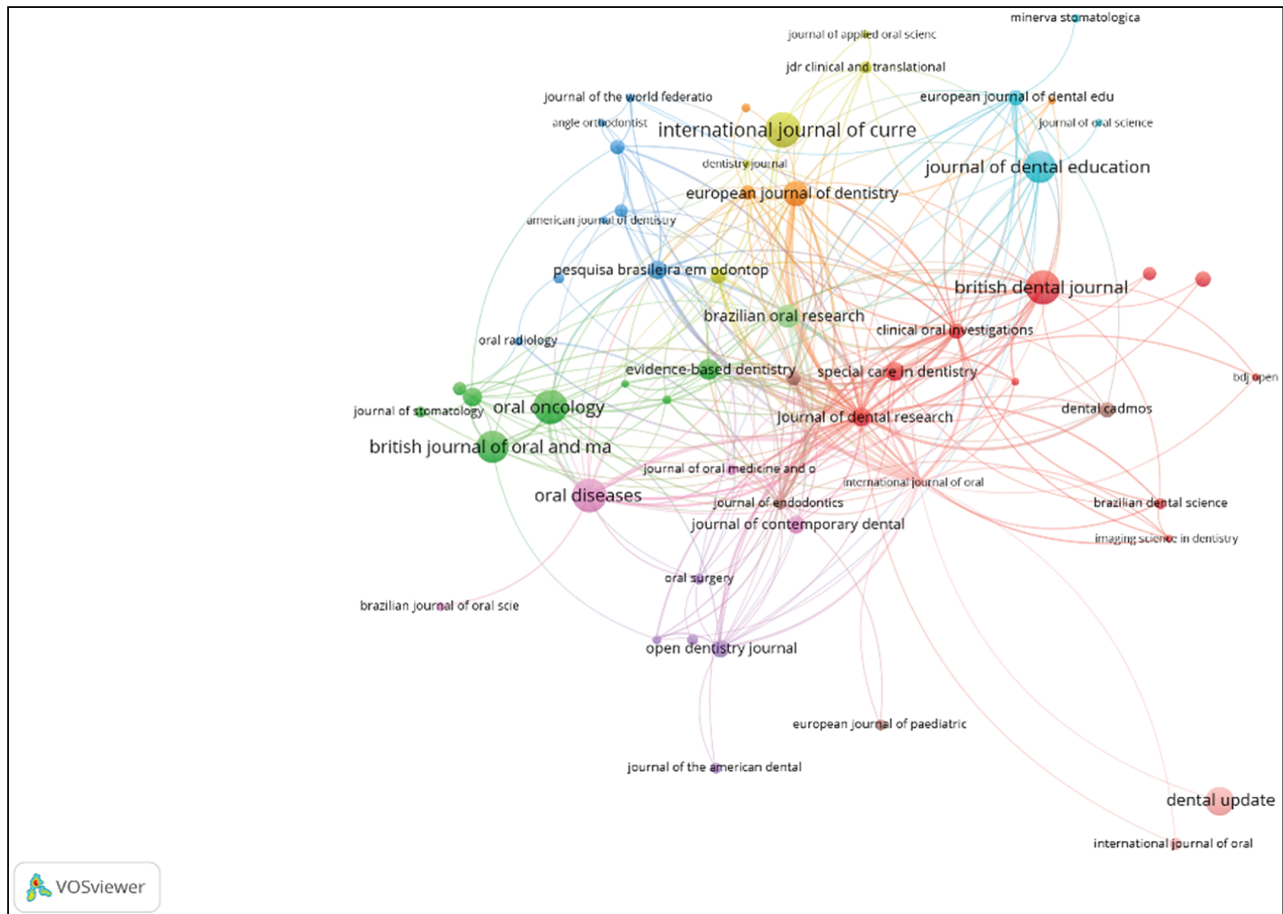 minerva stomatologica
journal of applied oral scienc
jdr clinical and translational
journal of the world federatio
european journal of dental edu
angle orthodontist
international journal of curre
journal of oral science
dentistry journal
journal of dental education
european journal of dentistry
american journal of dentistry
pesquisa brasileira em odontop
british dental journal
brazilian oral research
clinical oral investigations
oral radiology
evidence-based dentistry
special care in dentistry
bdj open
journal of stomatology
oral oncology
dental cadmos
journal of dental research
british journal of oral and ma
journal of oral medicine and o
international journal of oral
oral diseases
journal of endodontics
brazilian dental science
journal of contemporary dental
imaging science in dentistry
oral surgery
brazilian journal of oral scie
open dentistry journal
european journal of paediatric
journal of the american dental
dental update
international journal of oral
VOSviewer